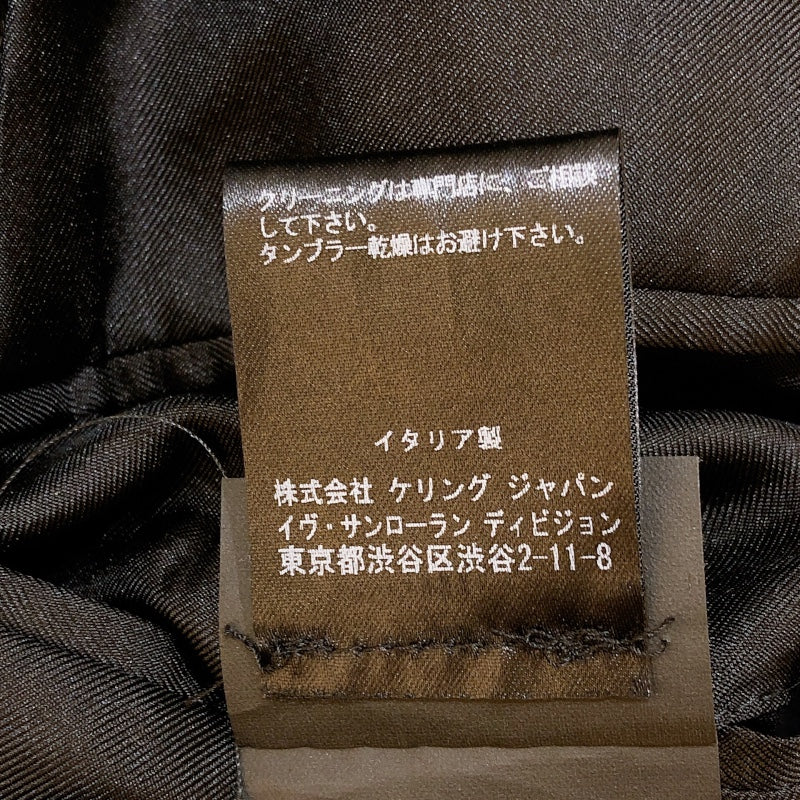 クリーニングは専門店に、ご相談
して下さい。
タンブラー乾燥はお避け下さい。
イタリア製
株式会社 ケリング ジャパン
イヴ・サンローラン ディビジョン
東京都渋谷区渋谷2-11-8